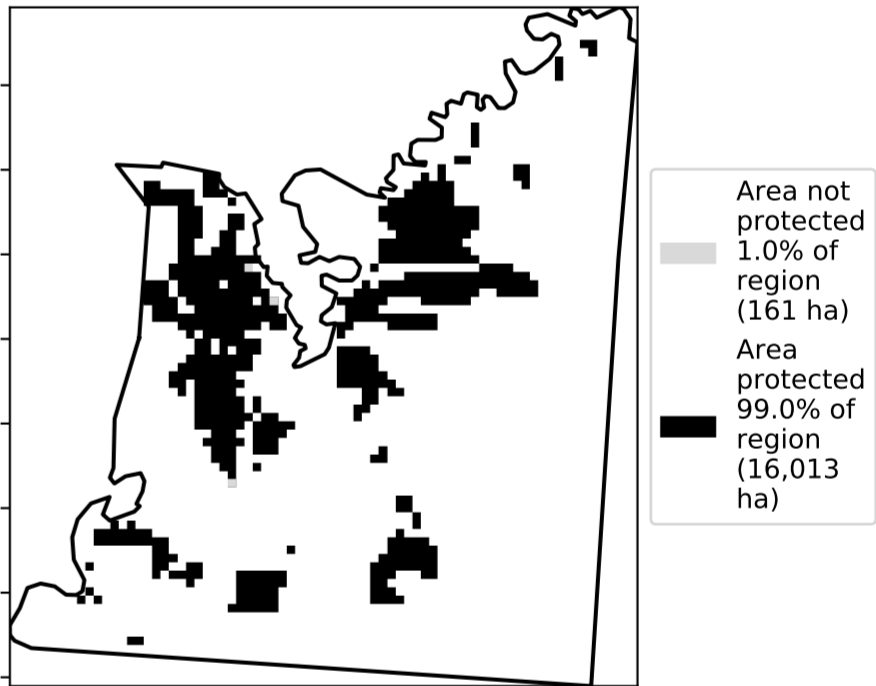 Area not
protected
1.0% of
region
(161 ha)
Area
protected
99.0% of
region
(16,013
ha)